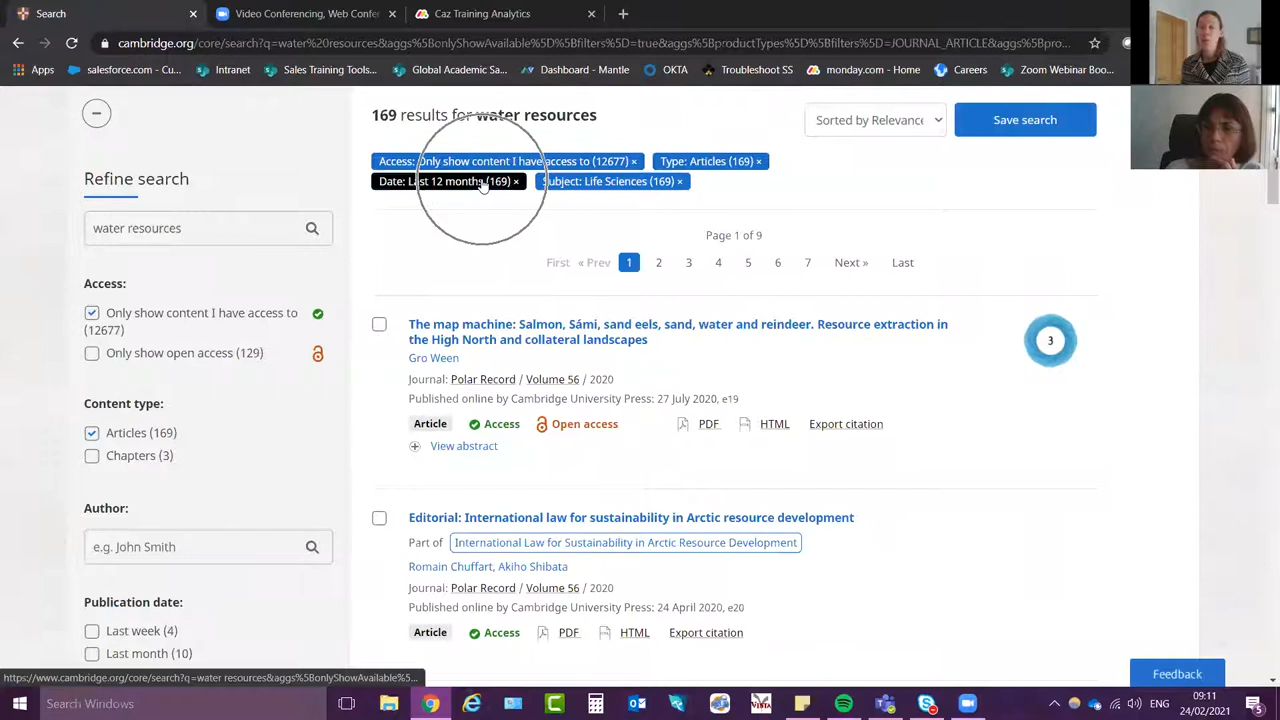 Search
Video Conferencing, Web Confer
Caz Training Analytics
cambridge.org/core/search?q=water%20resources&aggs%5BonlyShowAvailable%5D%5Bfilters%5D=true&aggs%5BproductTypes%5D%5Bfilters%5D=JOURNAL_ARTICLE&aggs%5Bpro...
Apps
salesforce.com - Cu...
Intranet
Sales Training Tools...
Global Academic Sa...
Dashboard - Mantle
OKTA
Troubleshoot SS
monday.com - Home
Careers
Zoom Webinar Boo...
169 results for water resources
Sorted by Relevance
Save search
Access: Only show content I have access to (12677) ×
Type: Articles (169) ×
Date: Last 12 months (169) ×
Subject: Life Sciences (169) ×
Refine search
water resources
Page 1 of 9
First « Prev 1 2 3 4 5 6 7 Next » Last
Access:
Only show content I have access to
(12677)
Only show open access (129)
Content type:
Articles (169)
Chapters (3)
Author:
e.g. John Smith
Publication date:
Last week (4)
Last month (10)
The map machine: Salmon, Sámi, sand eels, sand, water and reindeer. Resource extraction in
the High North and collateral landscapes
3
Gro Ween
Journal: Polar Record / Volume 56 / 2020
Published online by Cambridge University Press: 27 July 2020, e19
Article Access Open access PDF HTML Export citation
View abstract
Editorial: International law for sustainability in Arctic resource development
Part of International Law for Sustainability in Arctic Resource Development
Romain Chuffart, Akiho Shibata
Journal: Polar Record / Volume 56 / 2020
Published online by Cambridge University Press: 24 April 2020, e20
Article Access PDF HTML Export citation
Feedback
https://www.cambridge.org/core/search?q=water resources&aggs%5BonlyShowAvailable%5...
Search Windows
09:11
24/02/2021